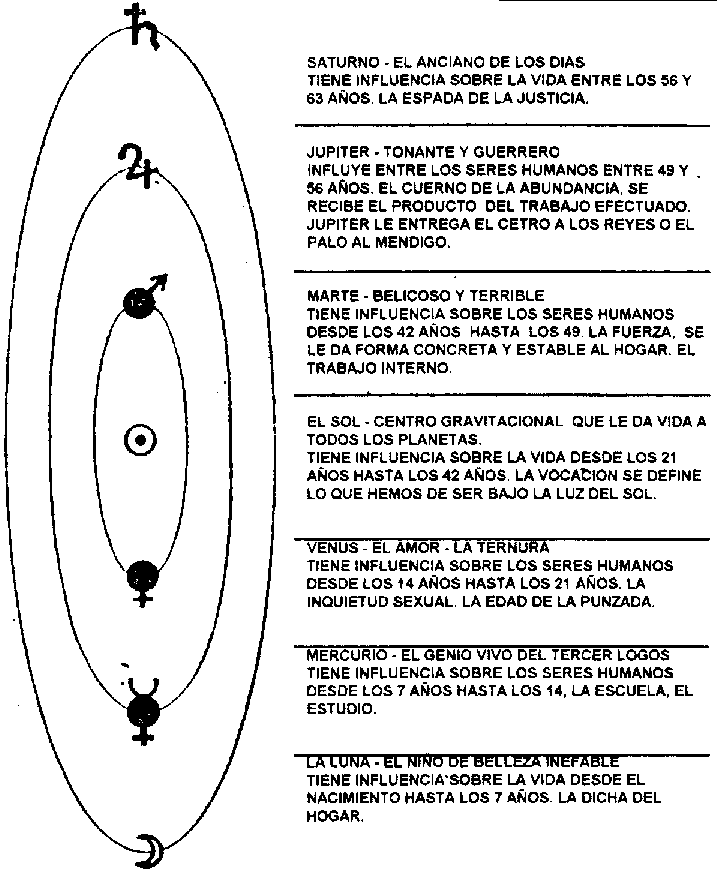 SATURNO - EL ANCIANO DE LOS DIAS
TIENE INFLUENCIA SOBRE LA VIDA ENTRE LOS 56 Y
63 AÑOS. LA ESPADA DE LA JUSTICIA.
JUPITER - TONANTE Y GUERRERO
INFLUYE ENTRE LOS SERES HUMANOS ENTRE 49 Y
56 AÑOS. EL CUERNO DE LA ABUNDANCIA, SE
RECIBE EL PRODUCTO DEL TRABAJO EFECTUADO.
JUPITER LE ENTREGA EL CETRO A LOS REYES O EL
PALO AL MENDIGO.
MARTE - BELICOSO Y TERRIBLE
TIENE INFLUENCIA SOBRE LOS SERES HUMANOS
DESDE LOS 42 AÑOS HASTA LOS 49. LA FUERZA, SE
LE DA FORMA CONCRETA Y ESTABLE AL HOGAR. EL
TRABAJO INTERNO.
EL SOL - CENTRO GRAVITACIONAL QUE LE DA VIDA A
TODOS LOS PLANETAS.
TIENE INFLUENCIA SOBRE LA VIDA DESDE LOS 21
AÑOS HASTA LOS 42 AÑOS. LA VOCACION SE DEFINE
LO QUE HEMOS DE SER BAJO LA LUZ DEL SOL.
VENUS - EL AMOR - LA TERNURA
TIENE INFLUENCIA SOBRE LOS SERES HUMANOS
DESDE LOS 14 AÑOS HASTA LOS 21 AÑOS. LA
INQUIETUD SEXUAL. LA EDAD DE LA PUNZADA.
MERCURIO - EL GENIO VIVO DEL TERCER LOGOS
TIENE INFLUENCIA SOBRE LOS SERES HUMANOS
DESDE LOS 7 AÑOS HASTA LOS 14, LA ESCUELA, EL
ESTUDIO.
LA LUNA - EL NIÑO DE BELLEZA INEFABLE
TIENE INFLUENCIA SOBRE LA VIDA DESDE EL
NACIMIENTO HASTA LOS 7 AÑOS. LA DICHA DEL
HOGAR.